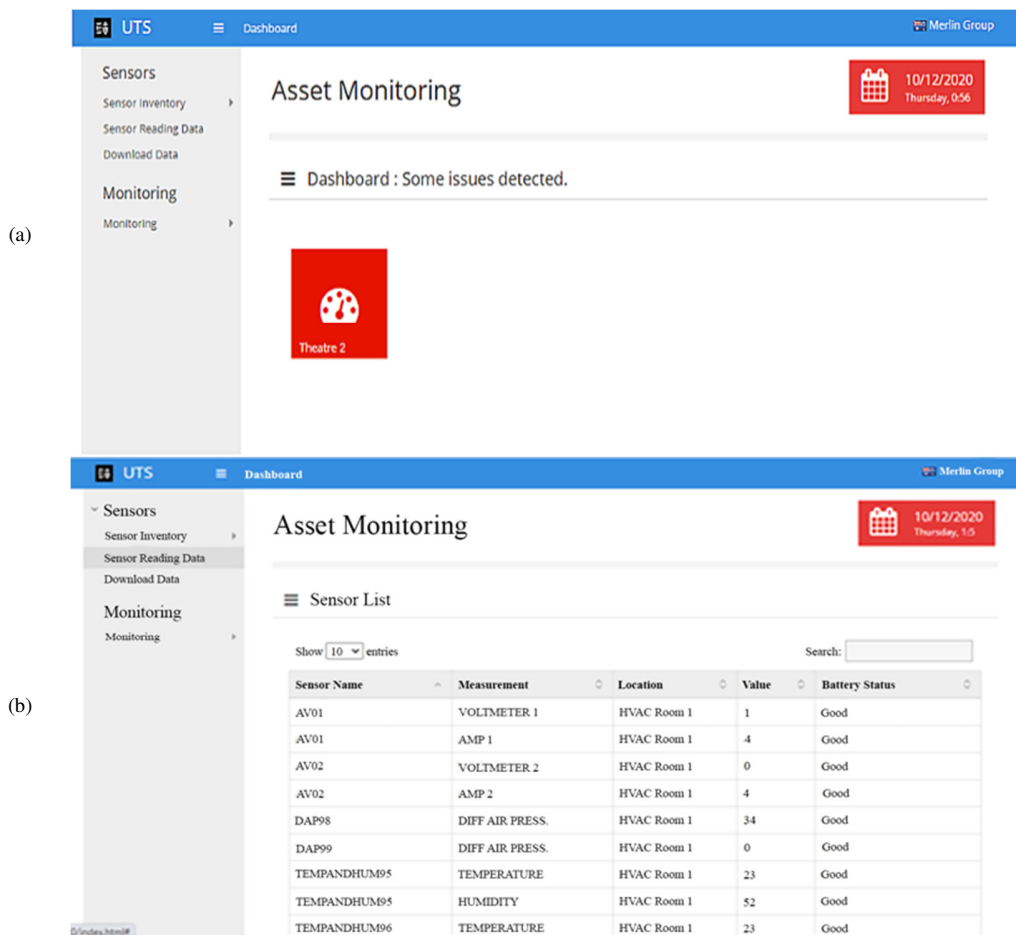 UTS Dashboard Merlin Group
Sensors
Sensor Inventory
Sensor Reading Data
Download Data
Monitoring
Monitoring
Asset Monitoring
10/12/2020
Thursday, 0:56
Dashboard : Some issues detected.
Theatre 2
(a)
UTS Dashboard Merlin Group
Sensors
Sensor Inventory
Sensor Reading Data
Download Data
Monitoring
Monitoring
Asset Monitoring
10/12/2020
Thursday, 1:5
Sensor List
Show 10 entries Search:
Sensor Name Measurement Location Value Battery Status
AV01 VOLTMETER 1 HVAC Room 1 1 Good
AV01 AMP 1 HVAC Room 1 4 Good
AV02 VOLTMETER 2 HVAC Room 1 0 Good
AV02 AMP 2 HVAC Room 1 4 Good
DAP98 DIFF AIR PRESS. HVAC Room 1 34 Good
DAP99 DIFF AIR PRESS. HVAC Room 1 0 Good
TEMPANDHUM95 TEMPERATURE HVAC Room 1 23 Good
TEMPANDHUM95 HUMIDITY HVAC Room 1 52 Good
TEMPANDHUM96 TEMPERATURE HVAC Room 1 23 Good
(b)
0/index.html#